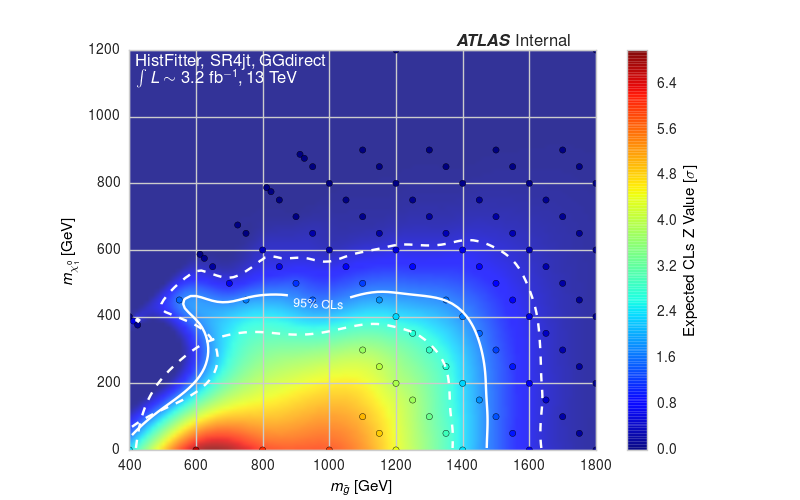 ATLAS Internal
HistFitter, SR4jt, GGdirect
∫ L ∼ 3.2 fb⁻¹, 13 TeV
1200
1000
800
600
400
200
0
m_χ̃₁⁰ [GeV]
95% CLs
400 600 800 1000 1200 1400 1600 1800
m_g̃ [GeV]
6.4
5.6
4.8
4.0
3.2
2.4
1.6
0.8
0.0
Expected CLs Z Value [σ]